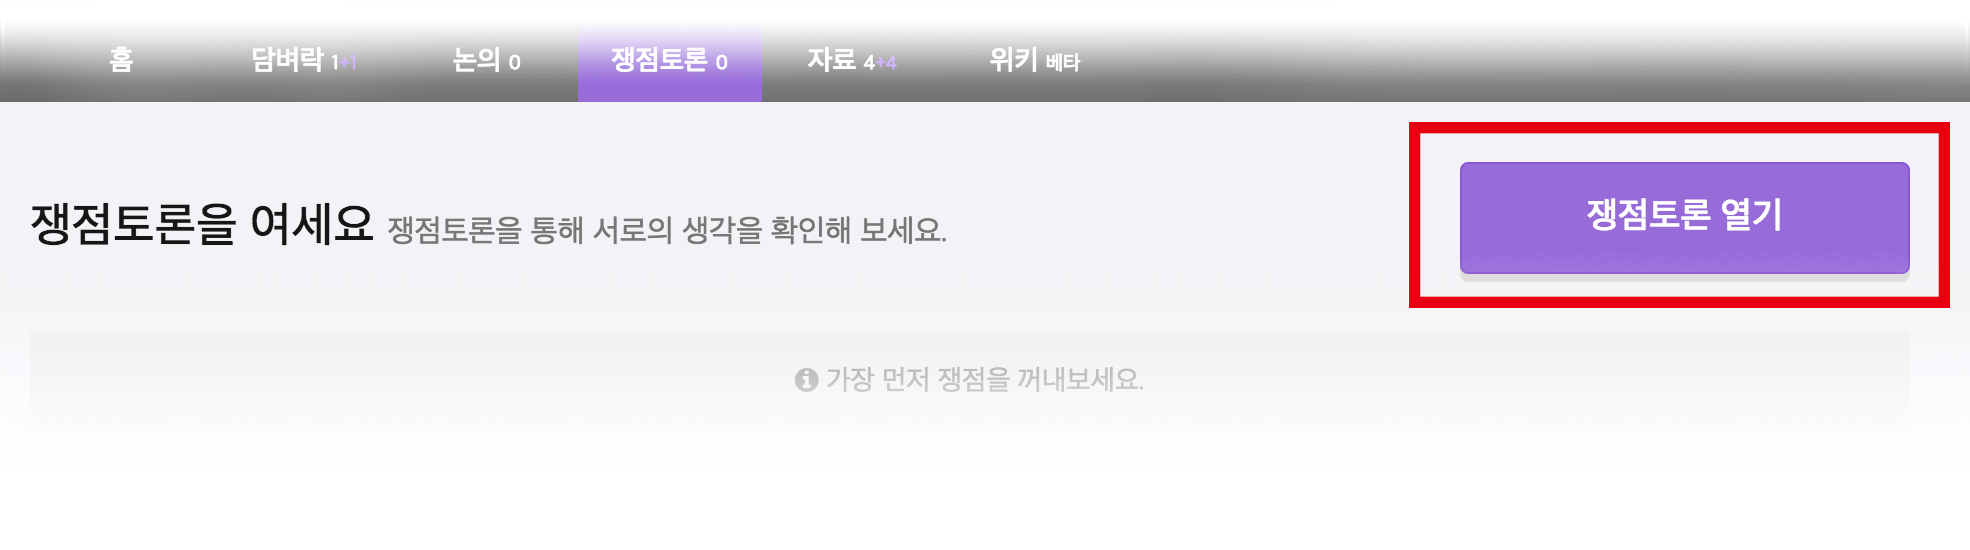 홈 담벼락 1+1 논의 0 쟁점토론 0 자료 4+4 위키 베타
쟁점토론을 여세요 쟁점토론을 통해 서로의 생각을 확인해 보세요.
쟁점토론 열기
가장 먼저 쟁점을 꺼내보세요.